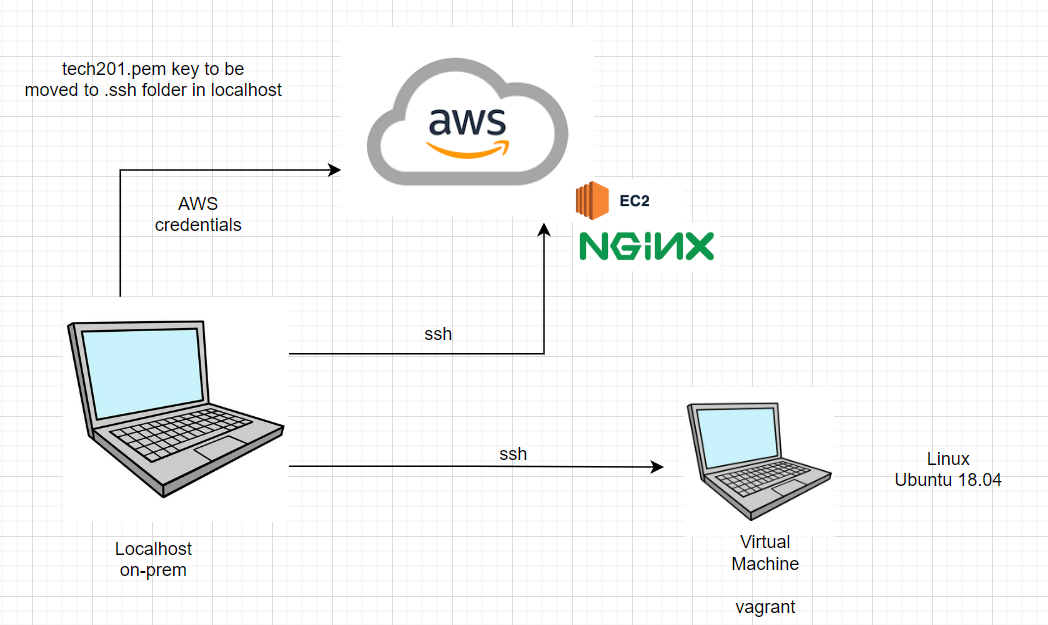 tech201.pem key to be
moved to .ssh folder in localhost
aws
AWS
credentials
EC2
NGINX
ssh
ssh
Linux
Ubuntu 18.04
Localhost
on-prem
Virtual
Machine
vagrant